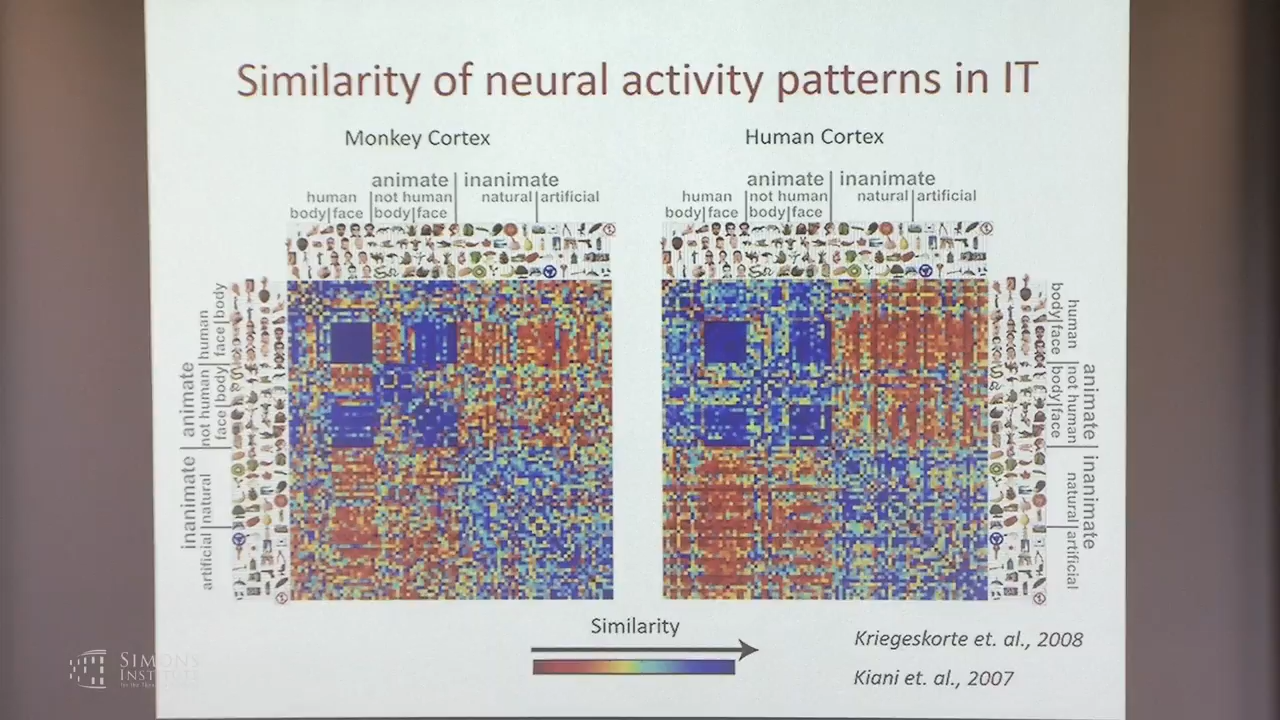 Similarity of neural activity patterns in IT
Monkey Cortex
Human Cortex
animate | inanimate
human | not human natural | artificial
body | face | body | face
animate | inanimate
human | not human natural | artificial
body | face | body | face
inanimate animate
artificial | natural not human | human
face | body face | body
human | not human
body | face body | face
animate | inanimate
natural | artificial
Similarity
Kriegeskorte et. al., 2008
Kiani et. al., 2007
SIMONS
INSTITUTE